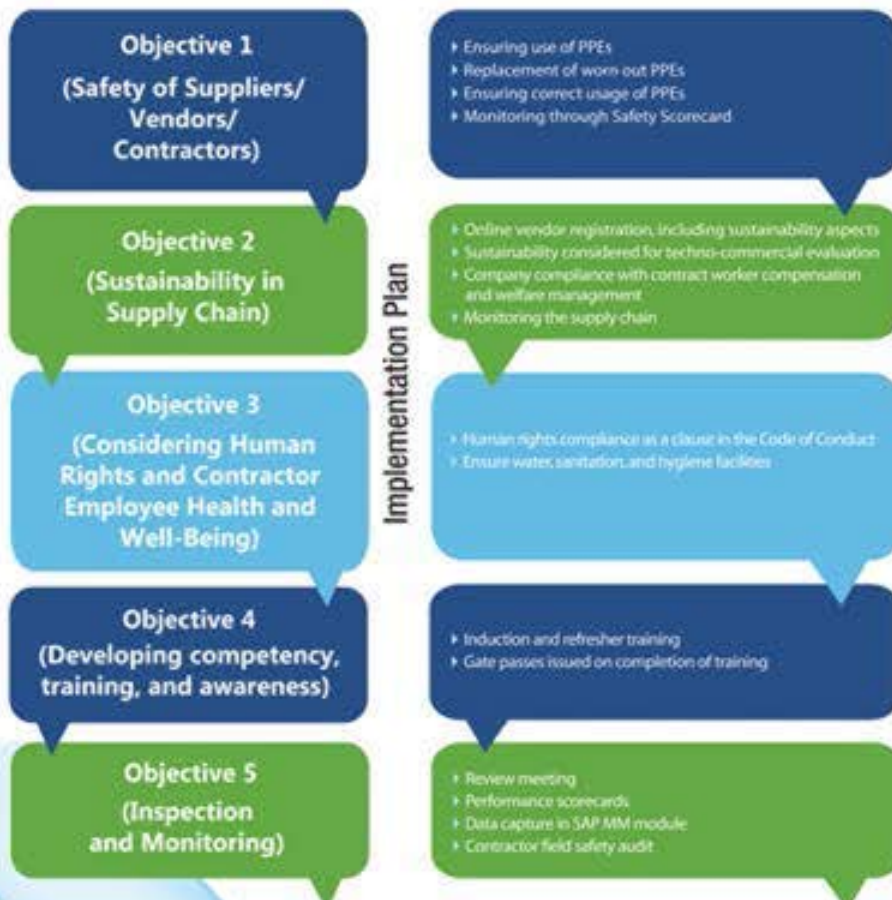 Objective 1
(Safety of Suppliers/
Vendors/
Contractors)
Ensuring use of PPEs
Replacement of worn out PPEs
Ensuring correct usage of PPEs
Monitoring through Safety Scorecard
Implementation Plan
Objective 2
(Sustainability in
Supply Chain)
Online vendor registration, including sustainability aspects
Sustainability considered for techno-commercial evaluation
Company compliance with contract worker compensation
and welfare management
Monitoring the supply chain
Objective 3
(Considering Human
Rights and Contractor
Employee Health and
Well-Being)
Human rights compliance as a clause in the Code of Conduct
Ensure water, sanitation, and hygiene facilities
Objective 4
(Developing competency,
training, and awareness)
Induction and refresher training
Gate passes issued on completion of training
Objective 5
(Inspection
and Monitoring)
Review meeting
Performance scorecards
Data capture in SAP MM module
Contractor field safety audit